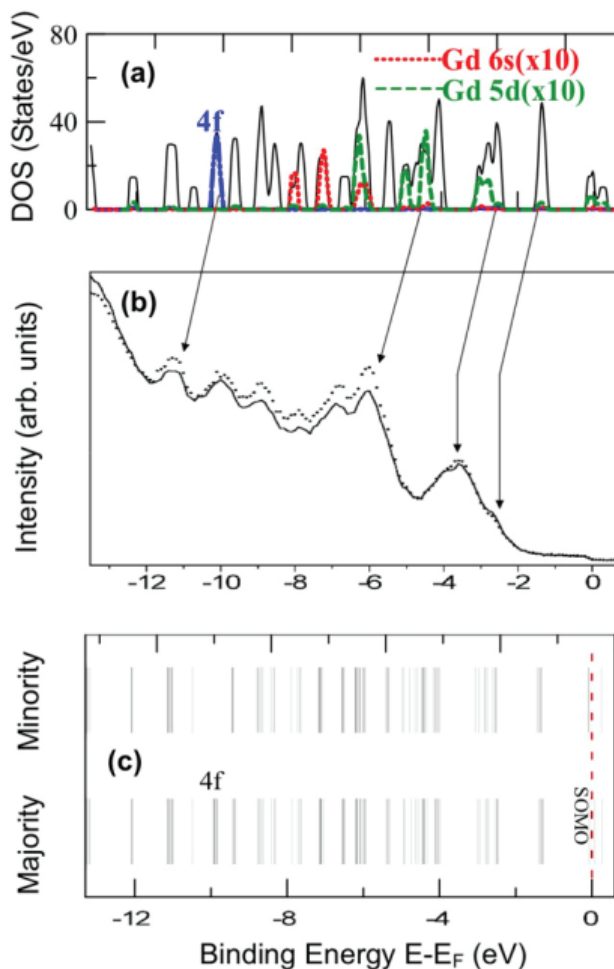 80
(a)
Gd 6s(x10)
Gd 5d(x10)
4f
40
0
DOS (States/eV)
(b)
Intensity (arb. units)
-12 -10 -8 -6 -4 -2 0
Minority
(c)
4f
SOMO
Majority
-12 -8 -4 0
Binding Energy E-E_F (eV)